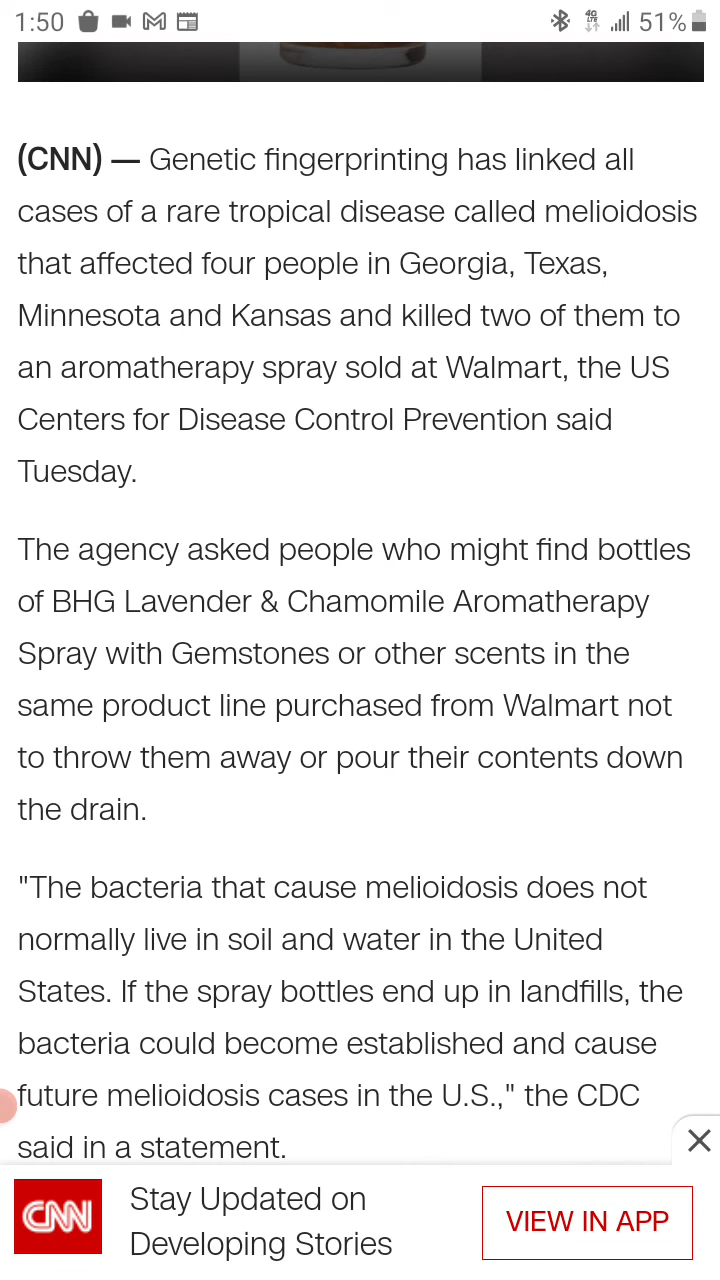 1:50
4G
LTE
51%
(CNN) — Genetic fingerprinting has linked all
cases of a rare tropical disease called melioidosis
that affected four people in Georgia, Texas,
Minnesota and Kansas and killed two of them to
an aromatherapy spray sold at Walmart, the US
Centers for Disease Control Prevention said
Tuesday.
The agency asked people who might find bottles
of BHG Lavender & Chamomile Aromatherapy
Spray with Gemstones or other scents in the
same product line purchased from Walmart not
to throw them away or pour their contents down
the drain.
"The bacteria that cause melioidosis does not
normally live in soil and water in the United
States. If the spray bottles end up in landfills, the
bacteria could become established and cause
future melioidosis cases in the U.S.," the CDC
said in a statement.
CNN
Stay Updated on
Developing Stories
VIEW IN APP